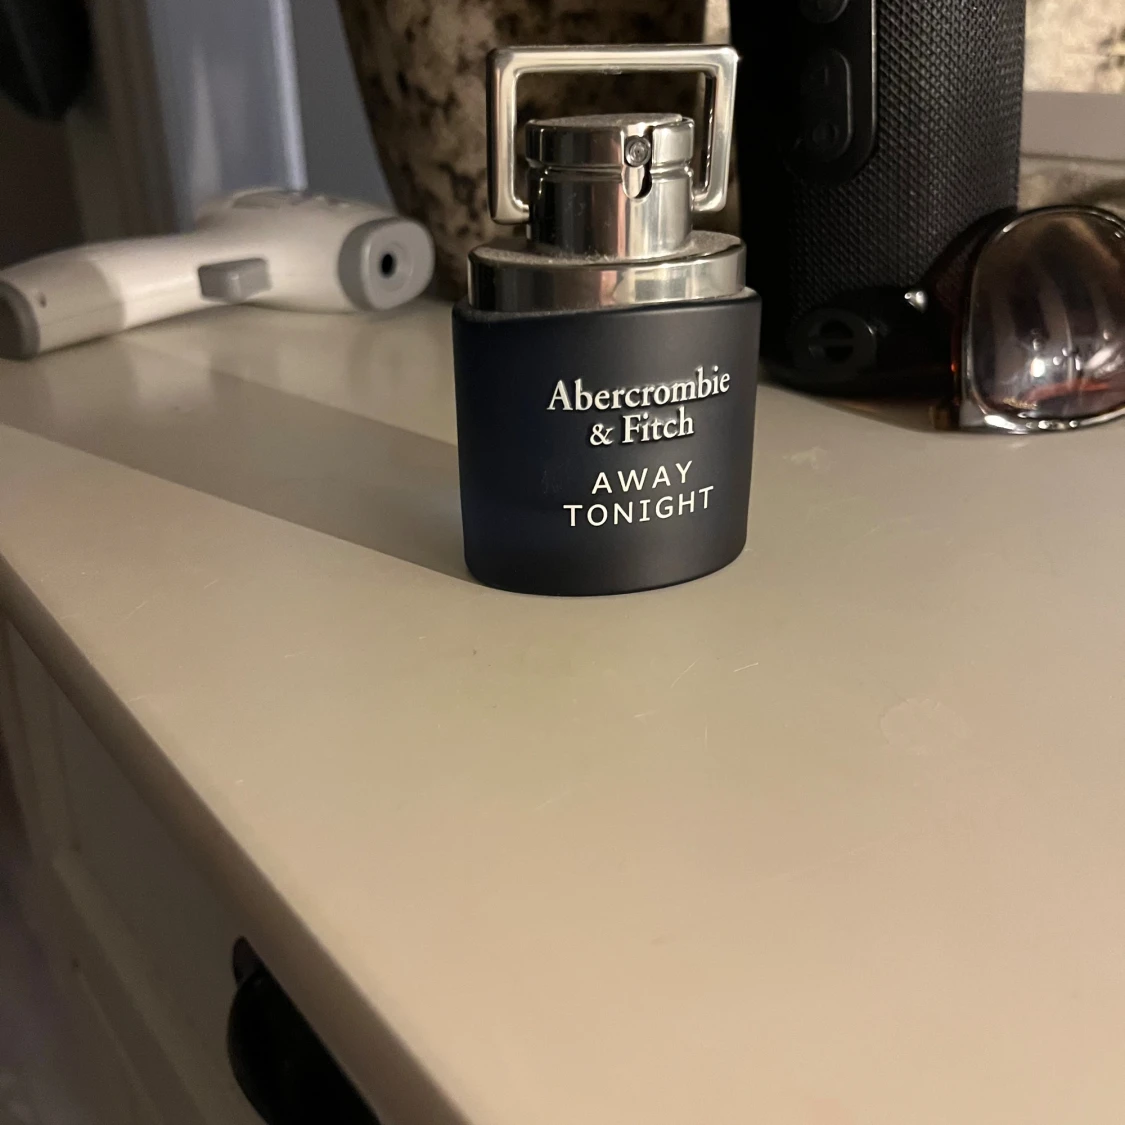 Abercrombie
& Fitch
AWAY
TONIGHT